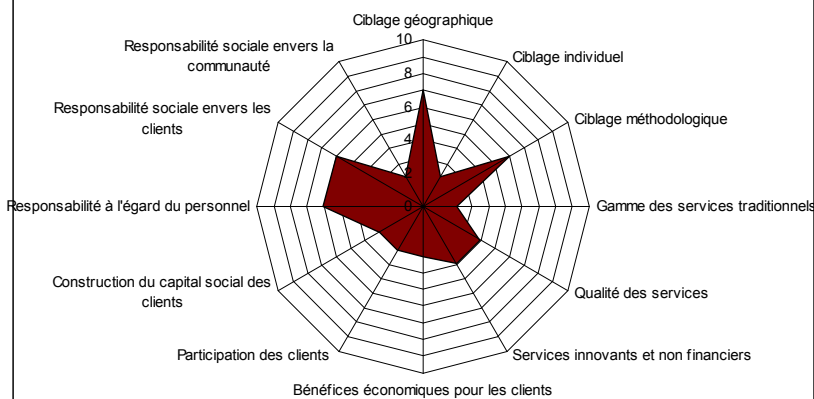 Ciblage géographique
10
Responsabilité sociale envers la
communauté
Ciblage individuel
8
Responsabilité sociale envers les
clients
6
Ciblage méthodologique
4
2
Responsabilité à l'égard du personnel
0
Gamme des services traditionnels
Construction du capital social des
clients
Qualité des services
Participation des clients
Services innovants et non financiers
Bénéfices économiques pour les clients